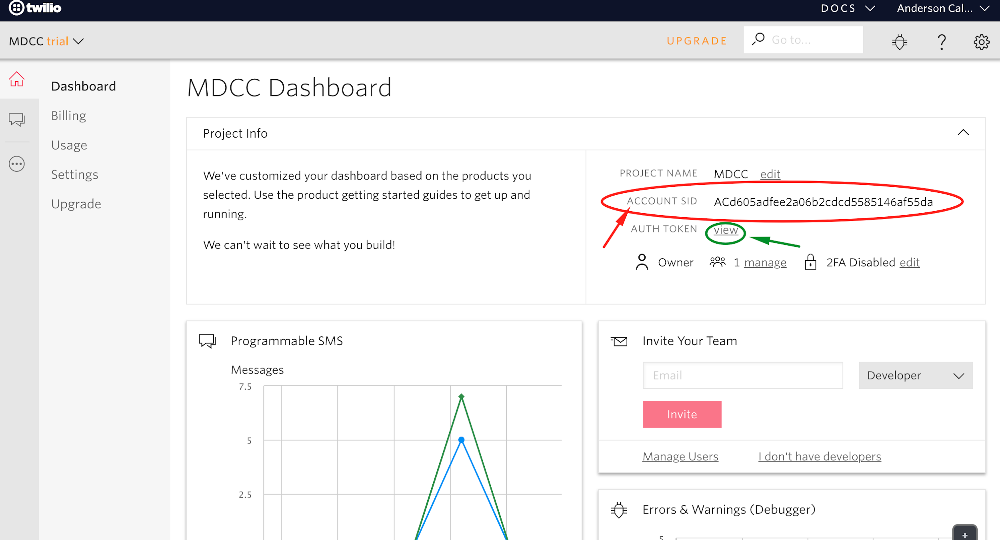 twilio
DOCS
Anderson Cal...
MDCC trial
UPGRADE
Go to...
?
Dashboard
Billing
Usage
Settings
Upgrade
MDCC Dashboard
Project Info
We've customized your dashboard based on the products you
selected. Use the product getting started guides to get up and
running.
We can't wait to see what you build!
PROJECT NAME MDCC edit
ACCOUNT SID ACd605adfee2a06b2cdcd5585146af55da
AUTH TOKEN view
Owner 1 manage 2FA Disabled edit
Programmable SMS
Messages
7.5
5
2.5
Invite Your Team
Email
Developer
Invite
Manage Users I don't have developers
Errors & Warnings (Debugger)
5
+